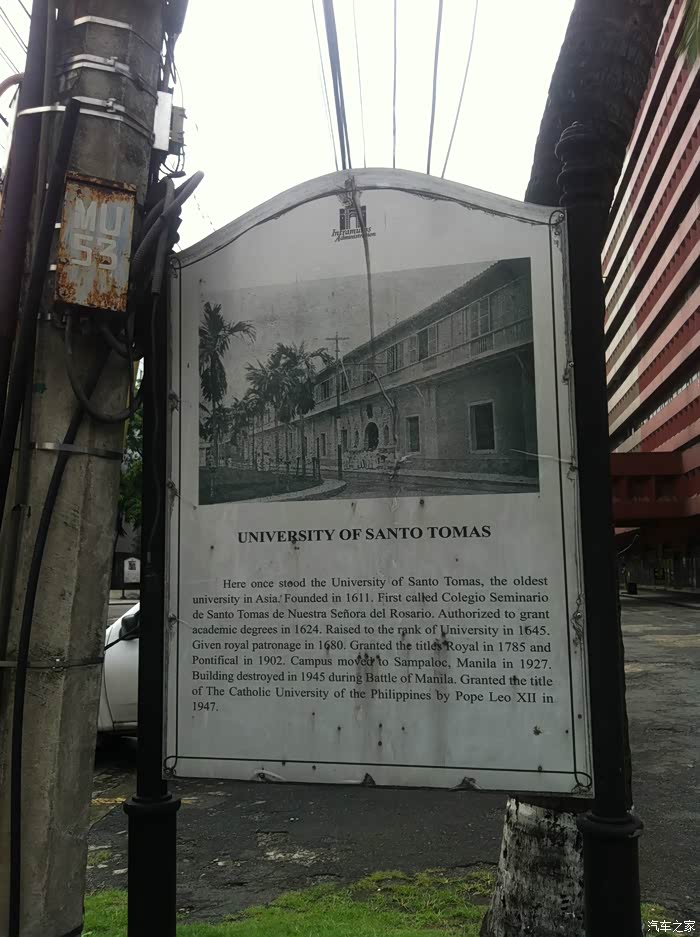 MU
53
Intramuros
Administration
UNIVERSITY OF SANTO TOMAS
Here once stood the University of Santo Tomas, the oldest
university in Asia. Founded in 1611. First called Colegio Seminario
de Santo Tomas de Nuestra Señora del Rosario. Authorized to grant
academic degrees in 1624. Raised to the rank of University in 1645.
Given royal patronage in 1680. Granted the titles Royal in 1785 and
Pontifical in 1902. Campus moved to Sampaloc, Manila in 1927.
Building destroyed in 1945 during Battle of Manila. Granted the title
of The Catholic University of the Philippines by Pope Leo XII in
1947.
汽车之家